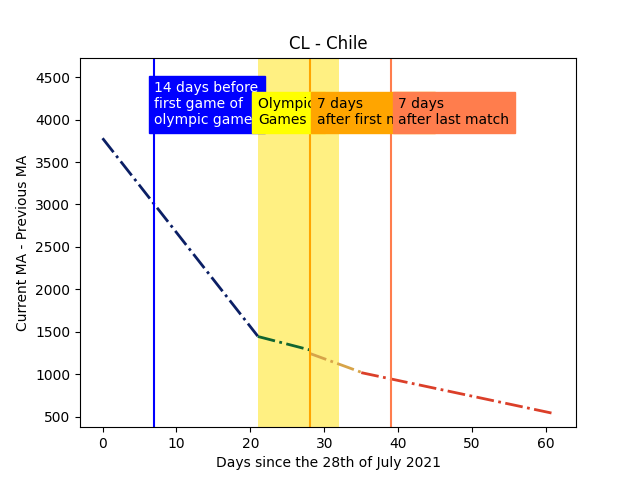 CL - Chile
Current MA - Previous MA
4500
4000
3500
3000
2500
2000
1500
1000
500
14 days before
first game of
olympic game
Olympic
Games
7 days
after first
7 days
after last match
0 10 20 30 40 50 60
Days since the 28th of July 2021